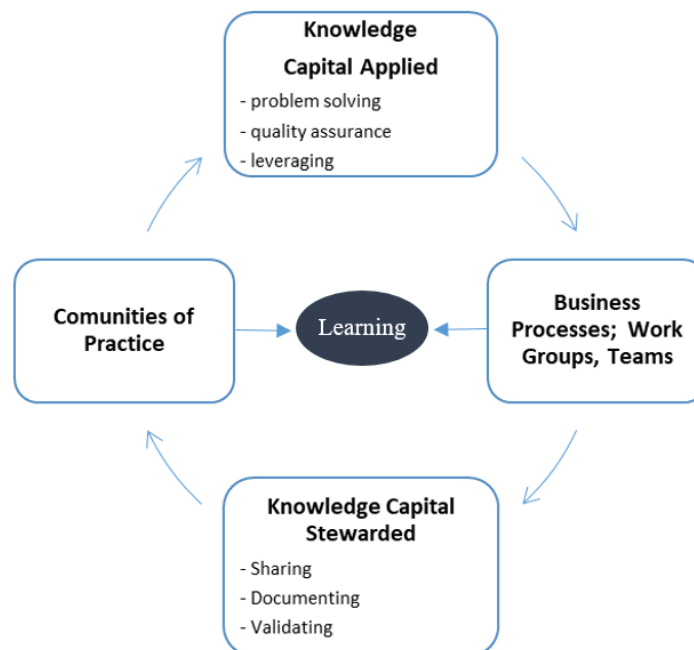 Knowledge
Capital Applied
- problem solving
- quality assurance
- leveraging
Comunities of
Practice
Learning
Business
Processes; Work
Groups, Teams
Knowledge Capital
Stewarded
- Sharing
- Documenting
- Validating